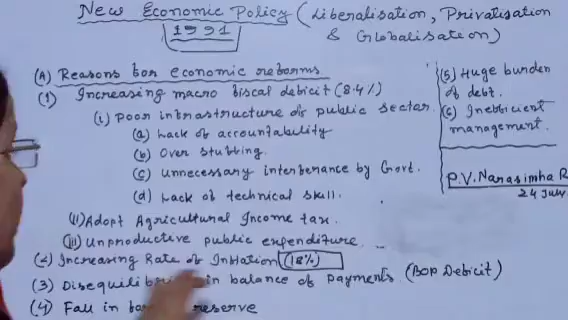 New Economic Policy (Liberalisation, Privatisation
& Globalisation)
1991
(A) Reasons for economic reforms
(1) Increasing macro fiscal deficit (8.4%)
(i) Poor infrastructure of public sector
(a) Lack of accountability
(b) Over stuffing.
(c) unnecessary interfenance by Govt.
(d) Lack of technical skill.
(ii) Adopt Agricultural Income tax.
(iii) unproductive public expenditure.
(2) Increasing Rate of Inflation (18%)
(3) in balance of payments (BOP Deficit)
(4) Fall in reserve
(5) Huge burden
of debt.
(6) Inefficient
management.
P.V. Narasimha R
24